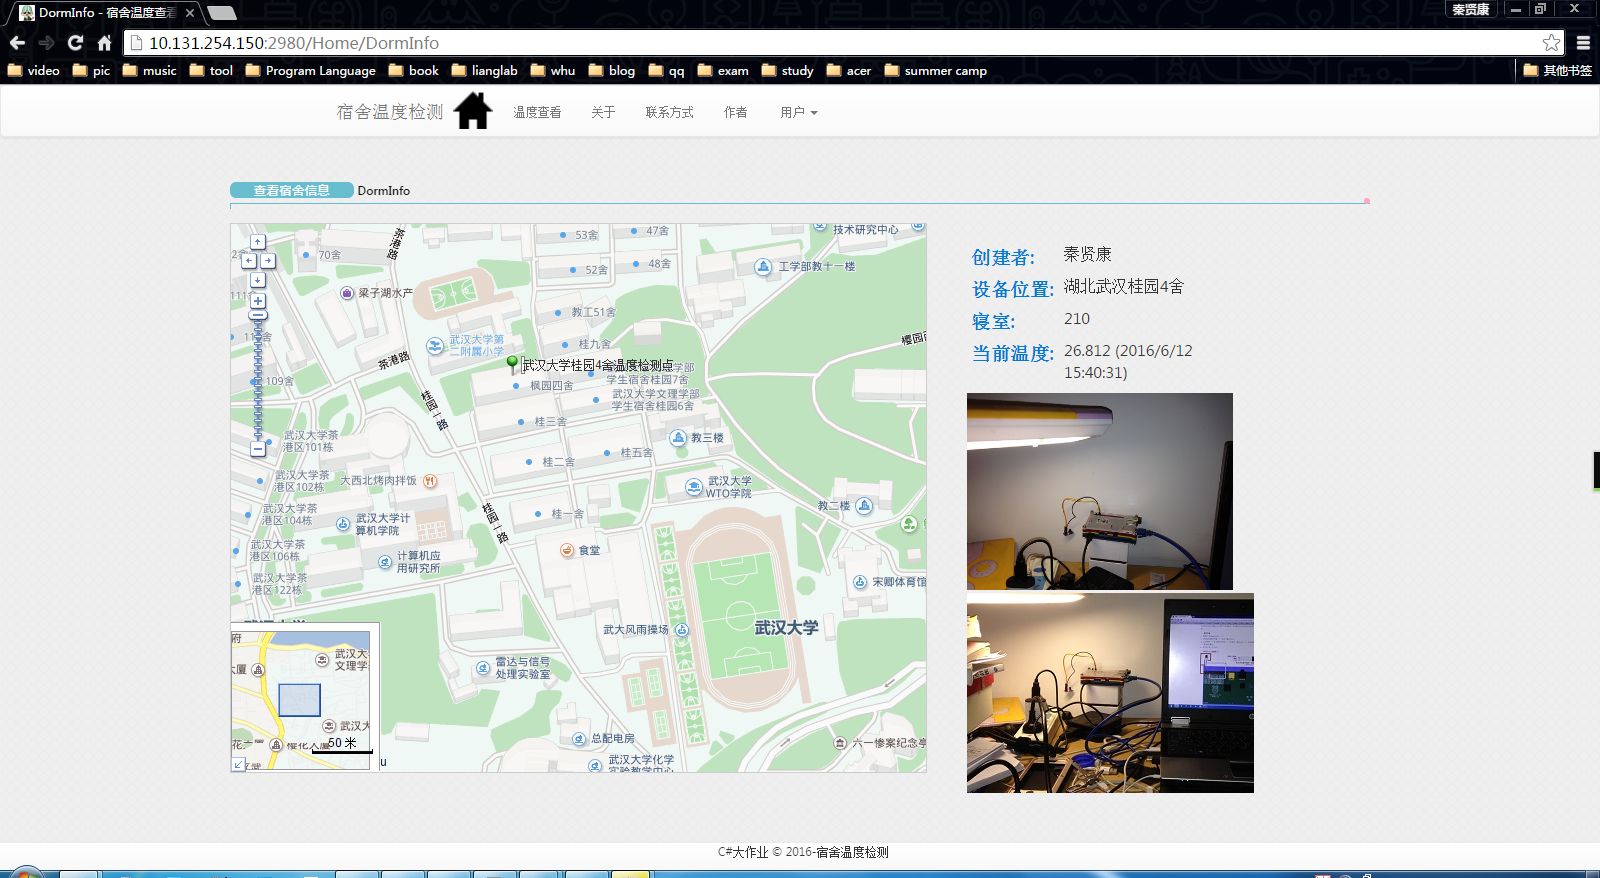 DormInfo - 宿舍温度查看
秦贤康
10.131.254.150:2980/Home/DormInfo
video pic music tool Program Language book lianglab whu blog qq exam study acer summer camp 其他书签
宿舍温度检测 温度查看 关于 联系方式 作者 用户
查看宿舍信息 DormInfo
茶港路
53舍
47舍
技术研究中心
70舍
52舍
48舍
工学部教十一楼
梁子湖水产
教工51舍
武汉大学第
二附属小学
桂九舍
茶港路
武汉大学桂园4舍温度检测点
学生宿舍桂园7舍
109舍
枫园四舍
武汉大学文理学部
学生宿舍桂园6舍
桂园一路
桂三舍
武汉大学茶
港区101栋
教三楼
桂五舍
桂二舍
武汉大学茶
港区102栋
大西北烤肉拌饭
武汉大学
WTO学院
教二楼
武汉大学茶
港区104栋
武汉大学计
算机学院
桂园一路
桂一舍
武汉大学茶
港区106栋
食堂
计算机应
用研究所
武汉大学茶
港区122栋
宋卿体育馆
武大风雨操场
武汉大学
雷达与信号
处理实验室
总配电房
六一惨案纪念亭
武汉大学化学
50 米
u
创建者: 秦贤康
设备位置: 湖北武汉桂园4舍
寝室: 210
当前温度: 26.812 (2016/6/12
15:40:31)
C#大作业 © 2016-宿舍温度检测